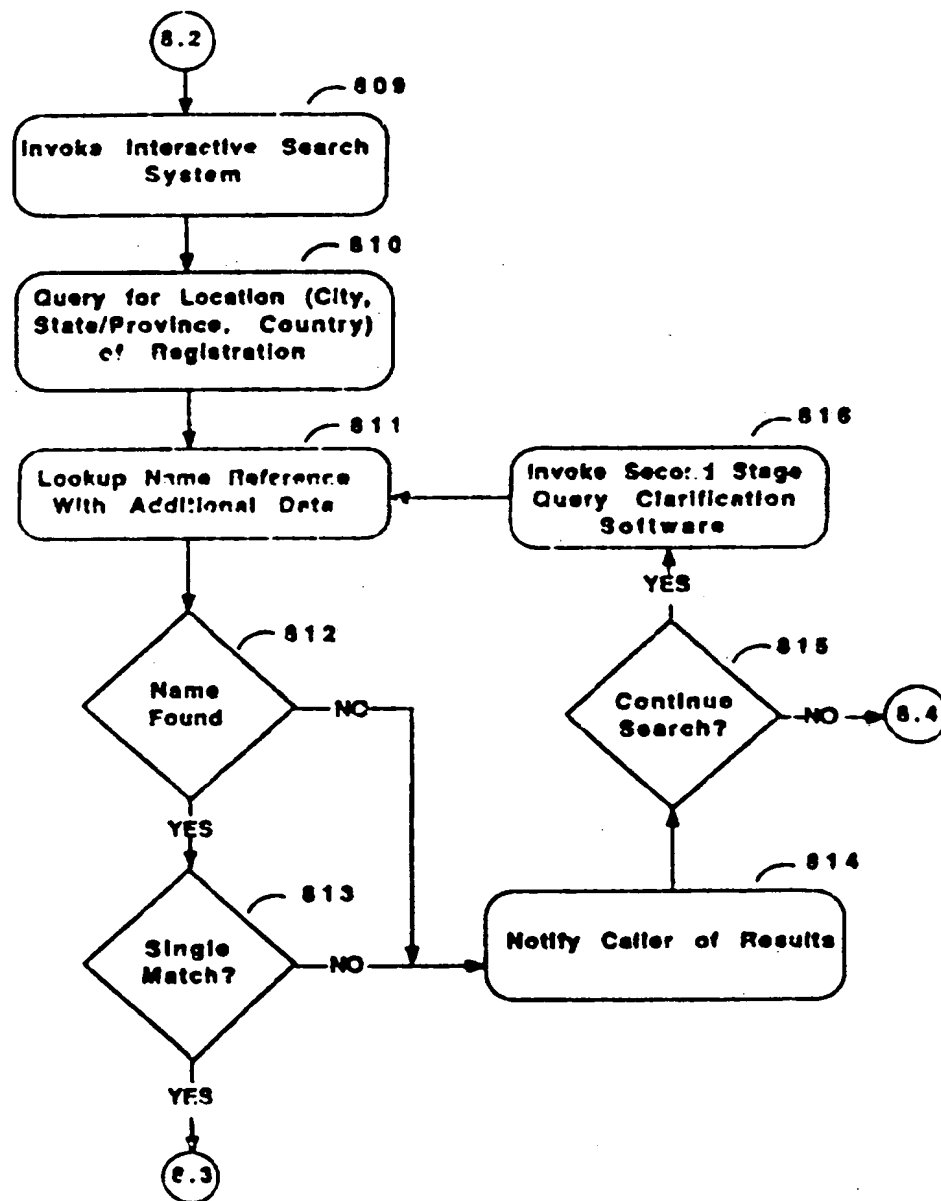 8.2
809
Invoke Interactive Search
System
810
Query for Location (City,
State/Province, Country)
of Registration
811
Lookup Name Reference
With Additional Data
816
Invoke Second Stage
Query Clarification
Software
YES
812
Name
Found
NO
815
Continue
Search?
NO
8.4
YES
813
Single
Match?
NO
814
Notify Caller of Results
YES
8.3